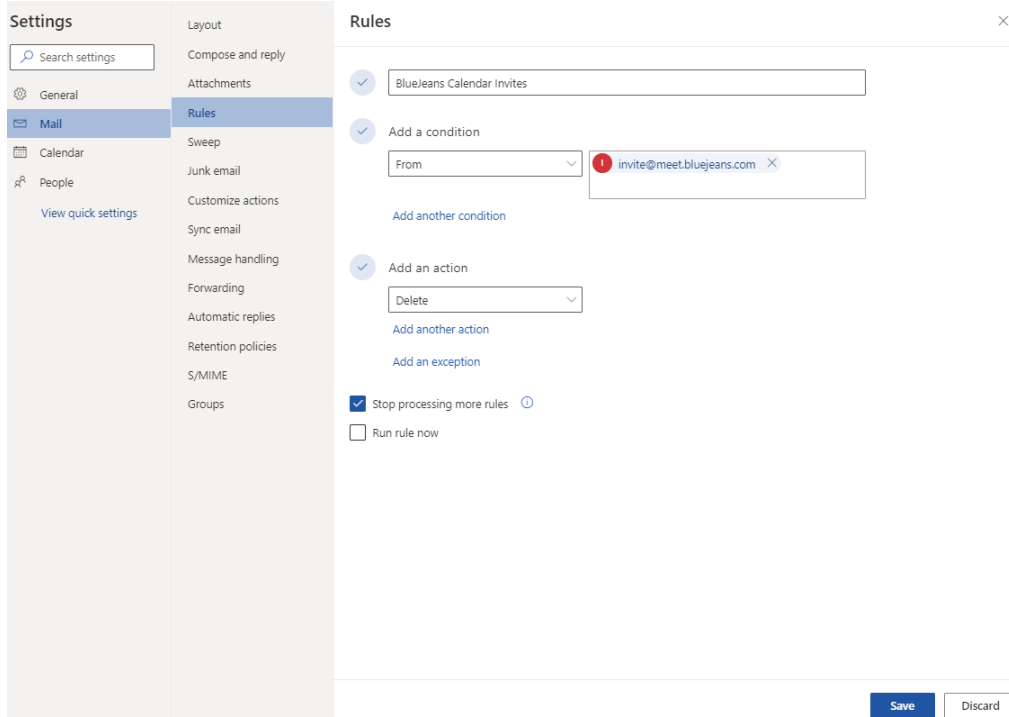 Settings
Search settings
General
Mail
Calendar
People
View quick settings
Layout
Compose and reply
Attachments
Rules
Sweep
Junk email
Customize actions
Sync email
Message handling
Forwarding
Automatic replies
Retention policies
S/MIME
Groups
Rules
BlueJeans Calendar Invites
Add a condition
From
I invite@meet.bluejeans.com
Add another condition
Add an action
Delete
Add another action
Add an exception
Stop processing more rules
Run rule now
Save Discard